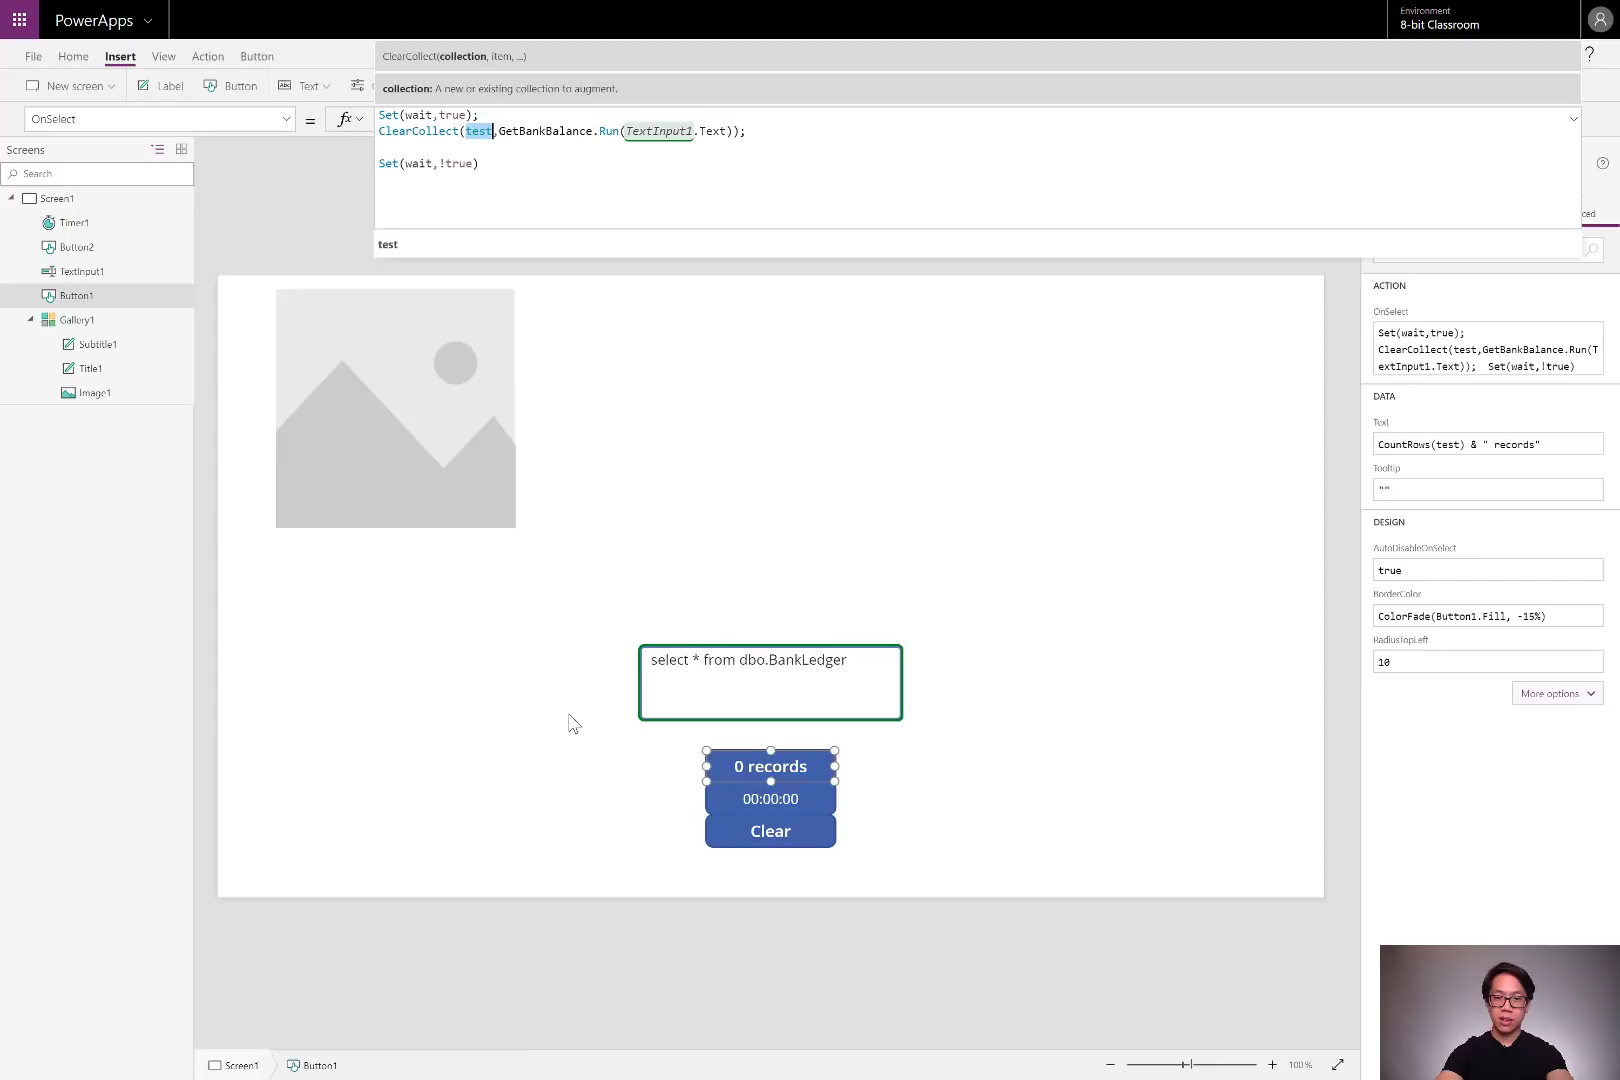 PowerApps
Environment
8-bit Classroom
File Home Insert View Action Button
ClearCollect(collection, item, ...)
?
New screen Label Button Text
collection: A new or existing collection to augment.
OnSelect = fx
Set(wait,true);
ClearCollect(test,GetBankBalance.Run(TextInput1.Text));
Set(wait,!true)
test
Screens
Search
Screen1
Timer1
Button2
TextInput1
Button1
Gallery1
Subtitle1
Title1
Image1
select * from dbo.BankLedger
0 records
00:00:00
Clear
ced
ACTION
OnSelect
Set(wait,true);
ClearCollect(test,GetBankBalance.Run(T
extInput1.Text)); Set(wait,!true)
DATA
Text
CountRows(test) & " records"
Tooltip
""
DESIGN
AutoDisableOnSelect
true
BorderColor
ColorFade(Button1.Fill, -15%)
RadiusTopLeft
10
More options
Screen1 Button1
100 %